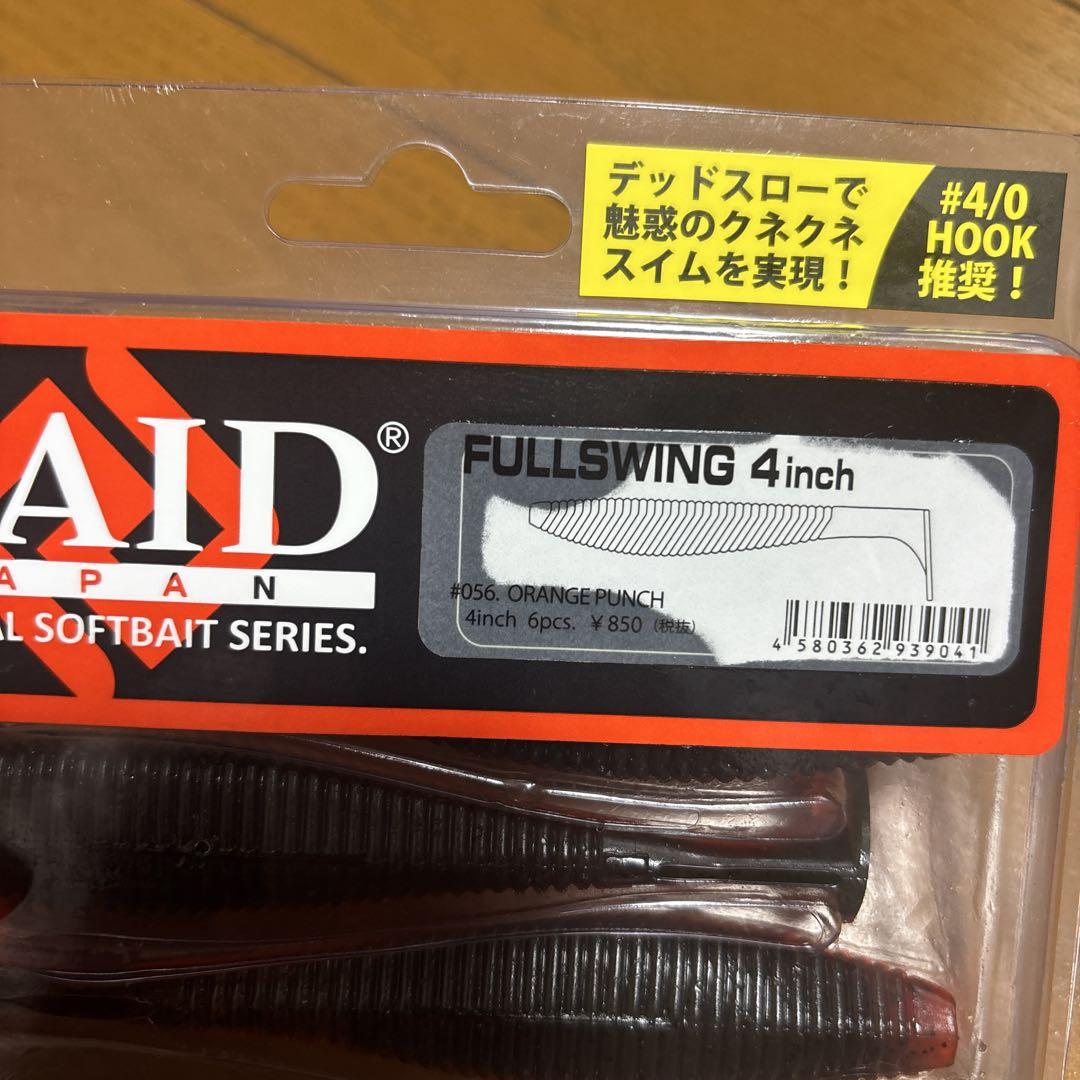 デッドスローで
魅惑のクネクネ
スイムを実現！
#4/0
HOOK
推奨！
AID®
APAN
AL SOFTBAIT SERIES.
FULLSWING 4inch
#056. ORANGE PUNCH
4inch 6pcs. ¥850（税抜）
4 580362 939041